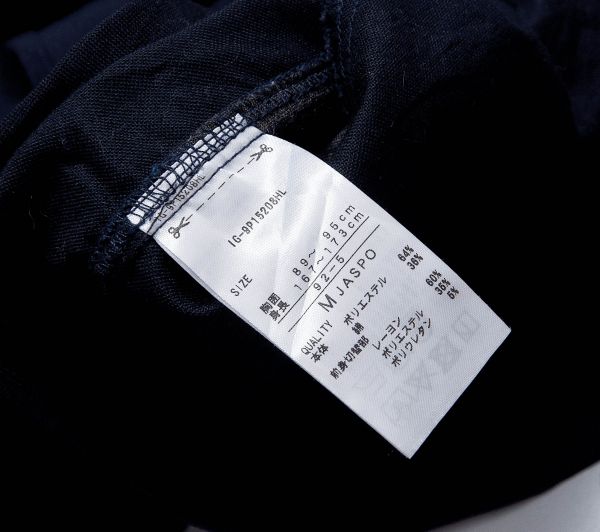 IG-9P15208HL
IG-9P15208HL
SIZE
胸囲 89～ 95cm
身長 167～173cm
92-5
M JASPO
QUALITY
本体 ポリエステル 64%
綿 36%
前身切替部 レーヨン 60%
ポリエステル 35%
ポリウレタン 5%